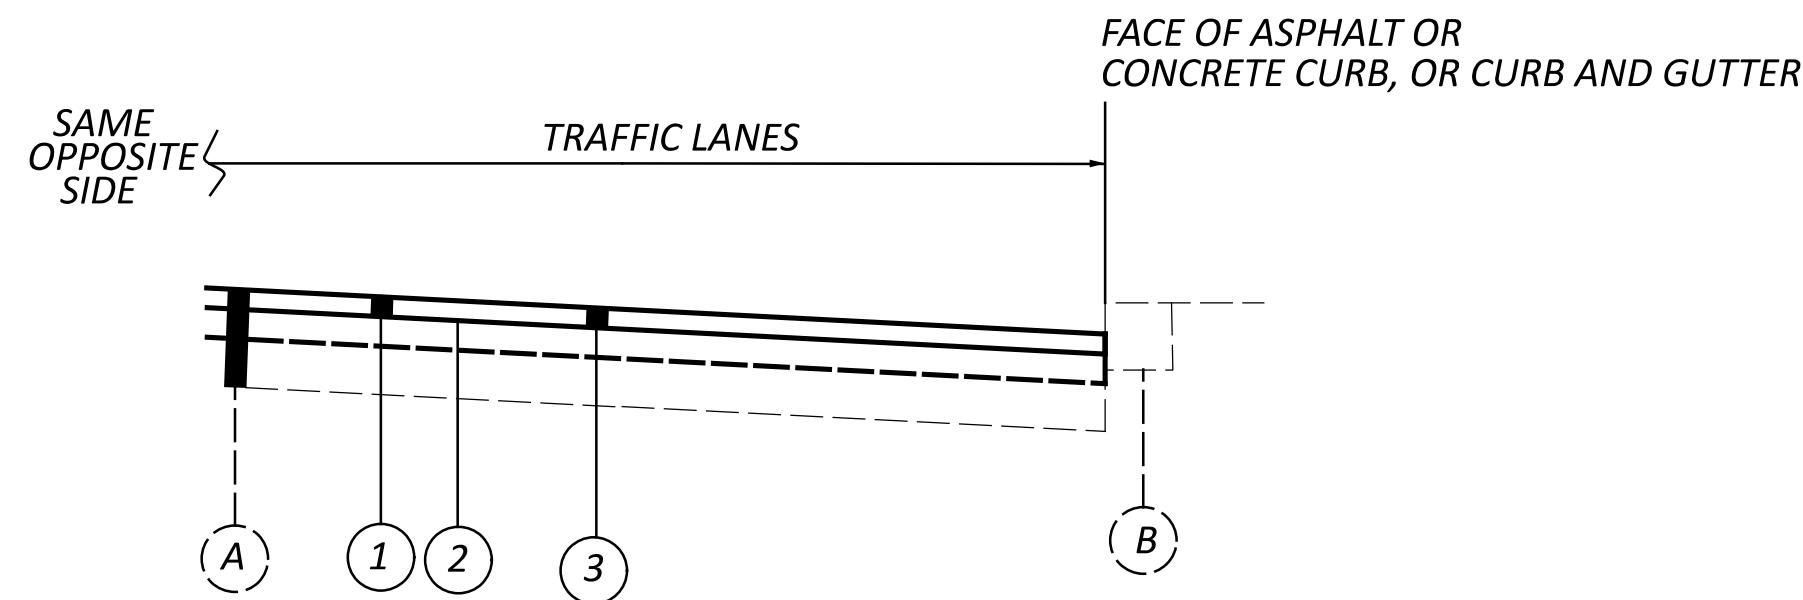 FACE OF ASPHALT OR
CONCRETE CURB, OR CURB AND GUTTER
SAME
OPPOSITE
SIDE
TRAFFIC LANES
A
1
2
3
B